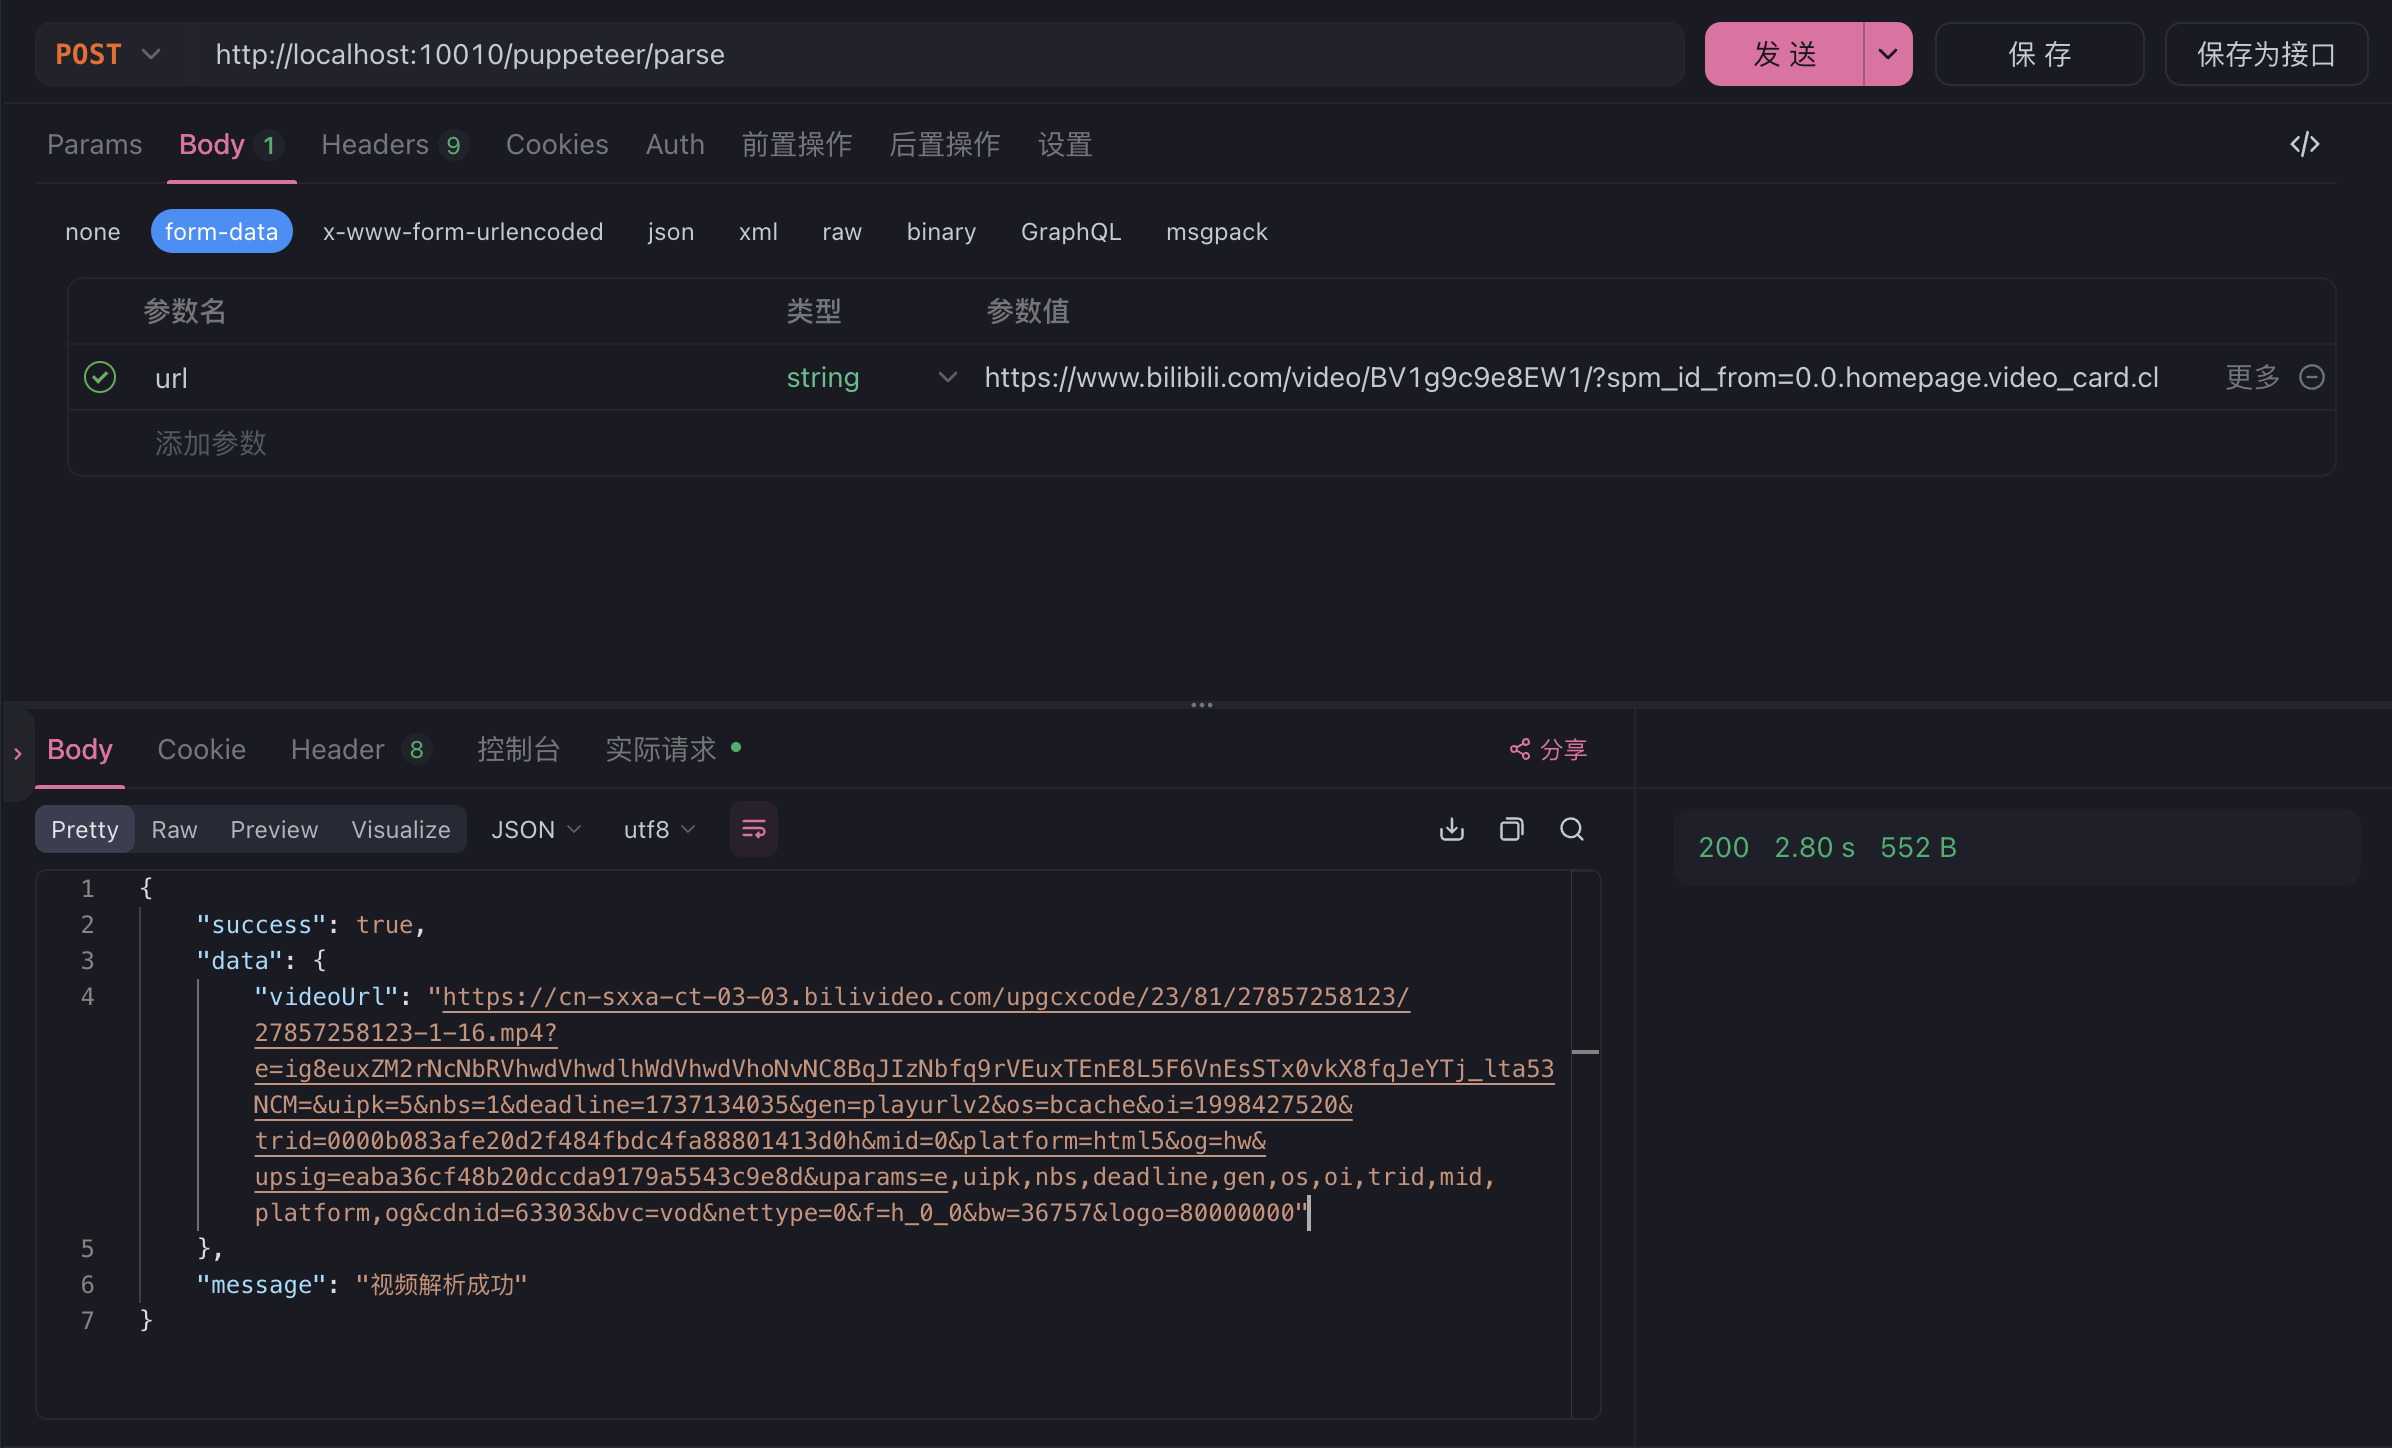 POST http://localhost:10010/puppeteer/parse 发 送 保 存 保存为接口
Params Body 1 Headers 9 Cookies Auth 前置操作 后置操作 设置
none form-data x-www-form-urlencoded json xml raw binary GraphQL msgpack
参数名 类型 参数值
url string https://www.bilibili.com/video/BV1g9c9e8EW1/?spm_id_from=0.0.homepage.video_card.cl 更多
添加参数
Body Cookie Header 8 控制台 实际请求 分享
Pretty Raw Preview Visualize JSON utf8
200 2.80 s 552 B
1 {
2 "success": true,
3 "data": {
4 "videoUrl": "https://cn-sxxa-ct-03-03.bilivideo.com/upgcxcode/23/81/27857258123/
27857258123-1-16.mp4?
e=ig8euxZM2rNcNbRVhwdVhwdlhWdVhwdVhoNvNC8BqJIzNbfq9rVEuxTEnE8L5F6VnEsSTx0vkX8fqJeYTj_lta53
NCM=&uipk=5&nbs=1&deadline=1737134035&gen=playurlv2&os=bcache&oi=1998427520&
trid=0000b083afe20d2f484fbdc4fa88801413d0h&mid=0&platform=html5&og=hw&
upsig=eaba36cf48b20dccda9179a5543c9e8d&uparams=e,uipk,nbs,deadline,gen,os,oi,trid,mid,
platform,og&cdnid=63303&bvc=vod&nettype=0&f=h_0_0&bw=36757&logo=80000000"
5 },
6 "message": "视频解析成功"
7 }